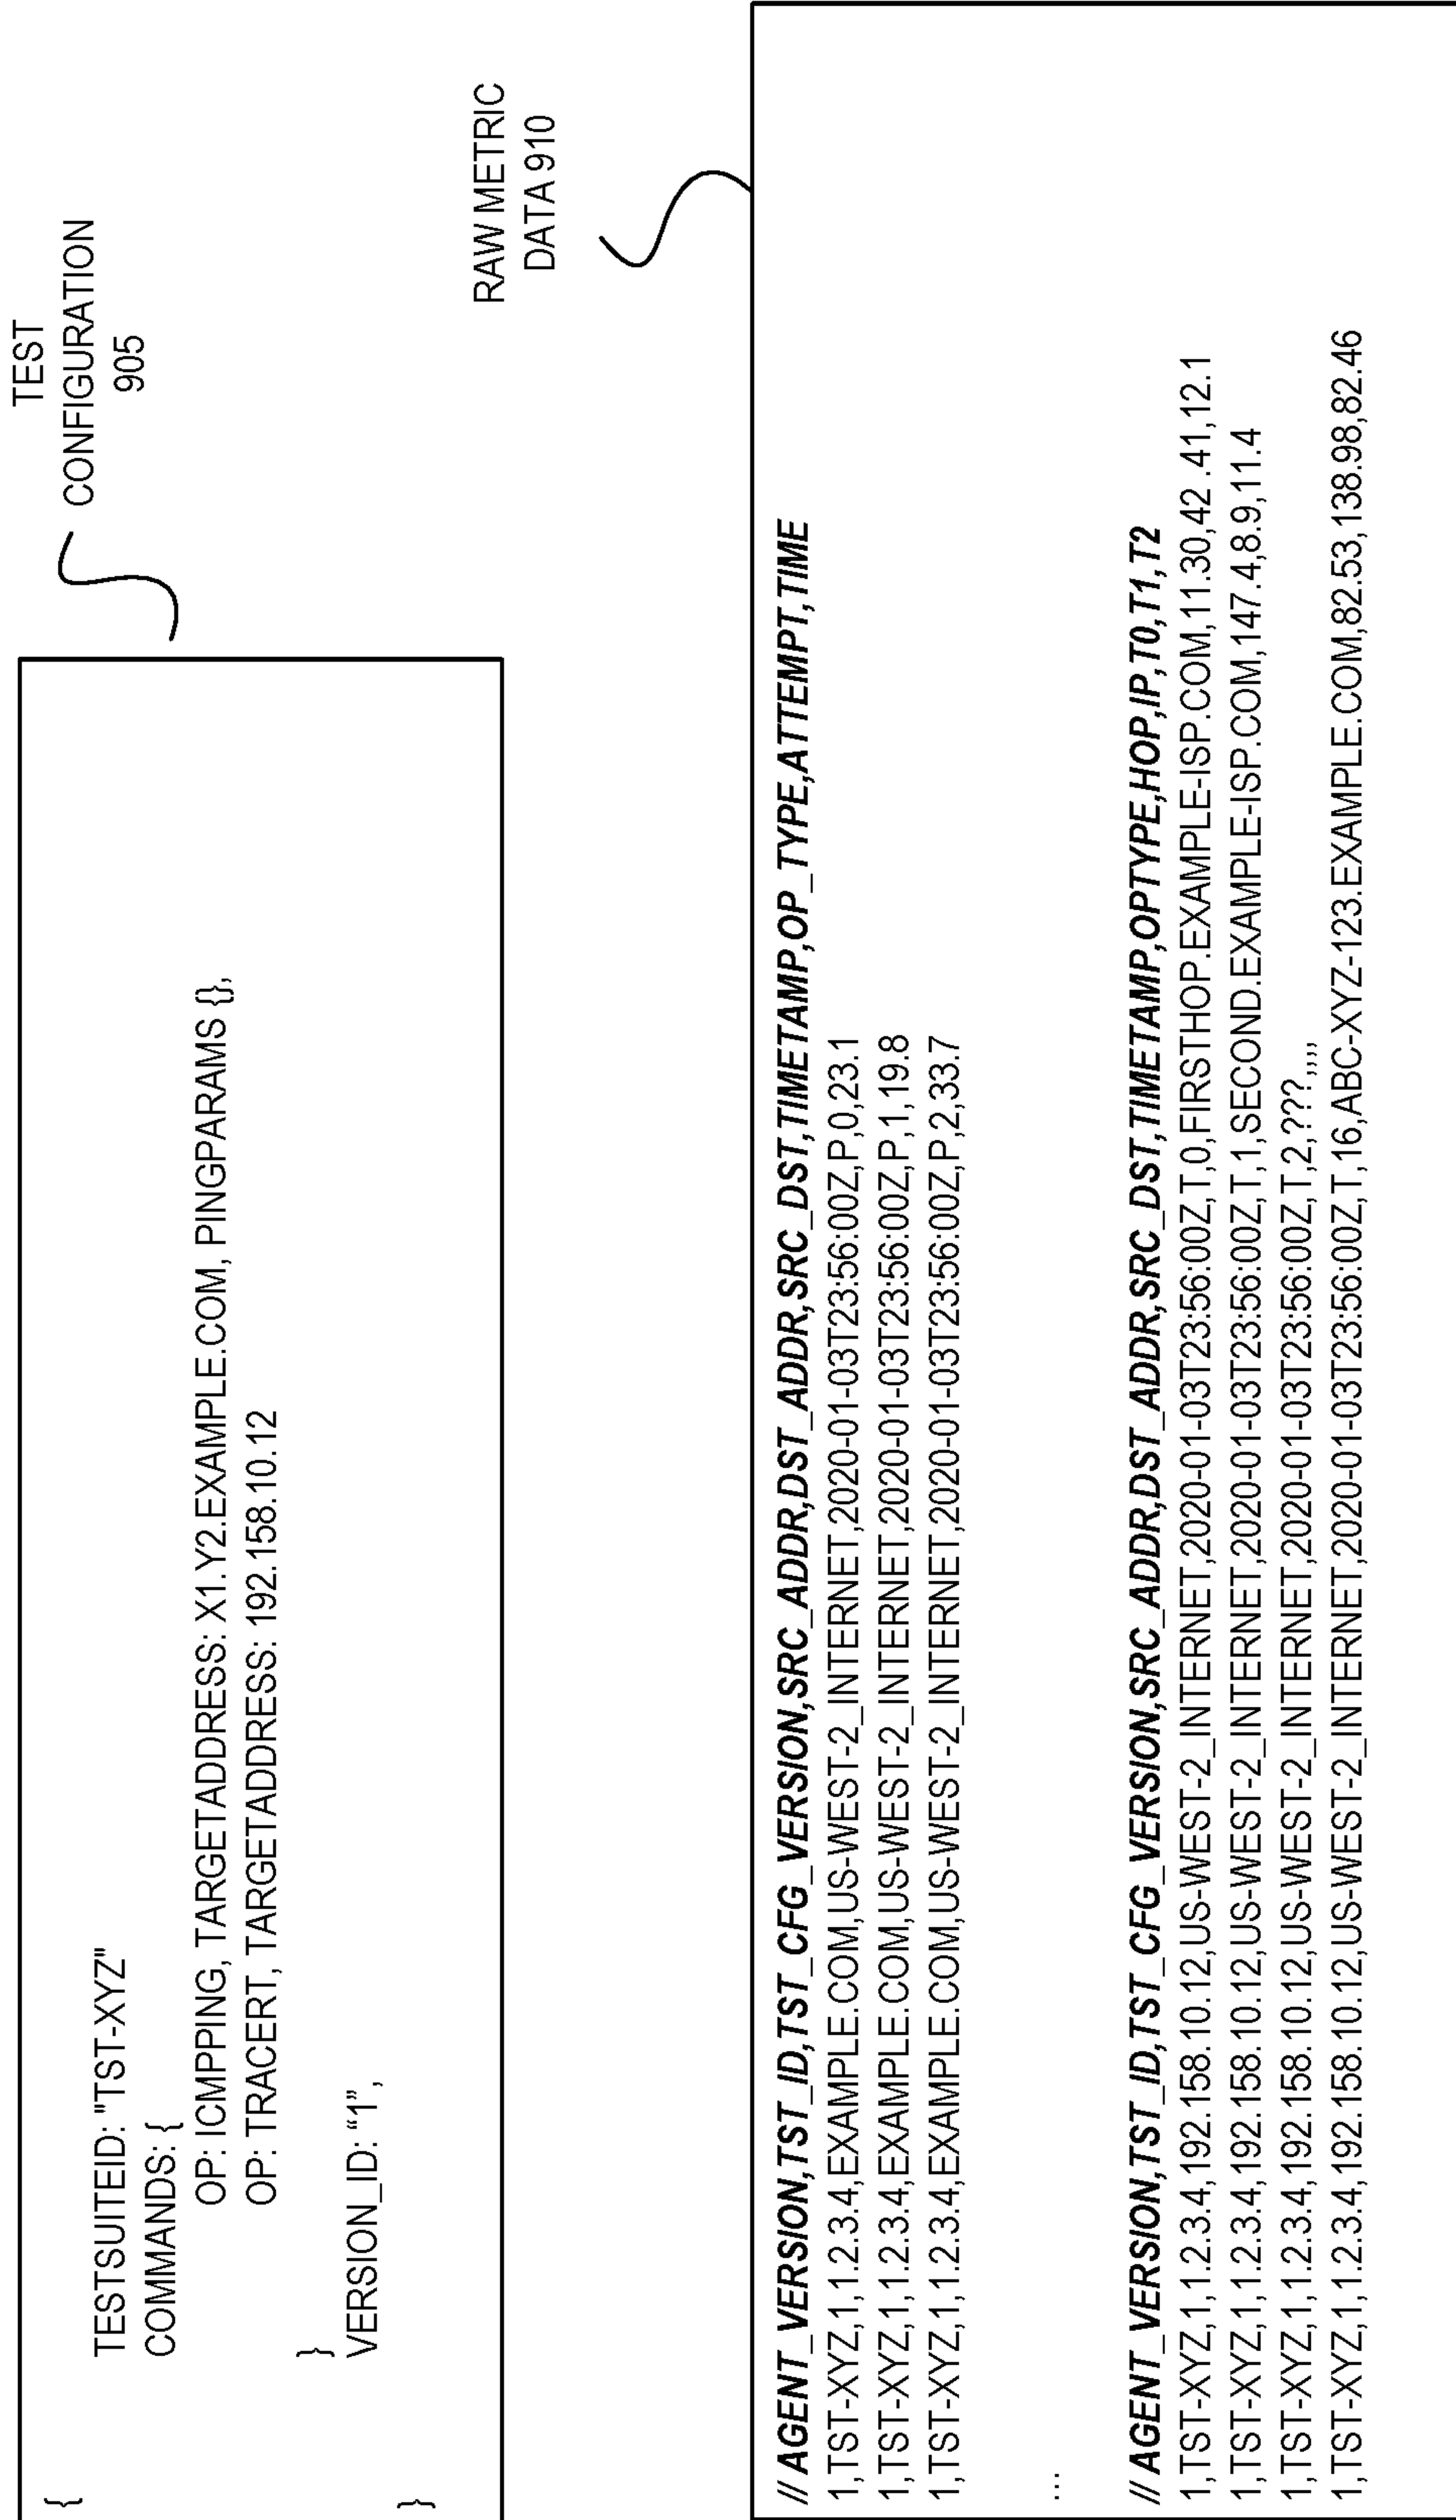 TEST
CONFIGURATION
905
{
TESTSUITEID: "TST-XYZ"
COMMANDS: {
OP: ICMPPING, TARGETADDRESS: X1.Y2.EXAMPLE.COM, PINGPARAMS {},
OP: TRACERT, TARGETADDRESS: 192.158.10.12
}
VERSION_ID: “1”,
}
RAW METRIC
DATA 910
// AGENT_VERSION,TST_ID,TST_CFG_VERSION,SRC_ADDR,DST_ADDR,SRC_DST,TIMETAMP,OP_TYPE,ATTEMPT,TIME
1,TST-XYZ,1,1.2.3.4,EXAMPLE.COM,US-WEST-2_INTERNET,2020-01-03T23:56:00Z,P,0,23.1
1,TST-XYZ,1,1.2.3.4,EXAMPLE.COM,US-WEST-2_INTERNET,2020-01-03T23:56:00Z,P,1,19.8
1,TST-XYZ,1,1.2.3.4,EXAMPLE.COM,US-WEST-2_INTERNET,2020-01-03T23:56:00Z,P,2,33.7
...
// AGENT_VERSION,TST_ID,TST_CFG_VERSION,SRC_ADDR,DST_ADDR,SRC_DST,TIMETAMP,OPTYPE,HOP,IP,T0,T1,T2
1,TST-XYZ,1,1.2.3.4,192.158.10.12,US-WEST-2_INTERNET,2020-01-03T23:56:00Z,T,0,FIRSTHOP.EXAMPLE-ISP.COM,11.30,42 .41,12.1
1,TST-XYZ,1,1.2.3.4,192.158.10.12,US-WEST-2_INTERNET,2020-01-03T23:56:00Z,T,1,SECOND.EXAMPLE-ISP.COM,147.4,8.9,11.4
1,TST-XYZ,1,1.2.3.4,192.158.10.12,US-WEST-2_INTERNET,2020-01-03T23:56:00Z,T,2,???,,,,
1,TST-XYZ,1,1.2.3.4,192.158.10.12,US-WEST-2_INTERNET,2020-01-03T23:56:00Z,T,16,ABC-XYZ-123.EXAMPLE.COM,82.53,138.98,82.46